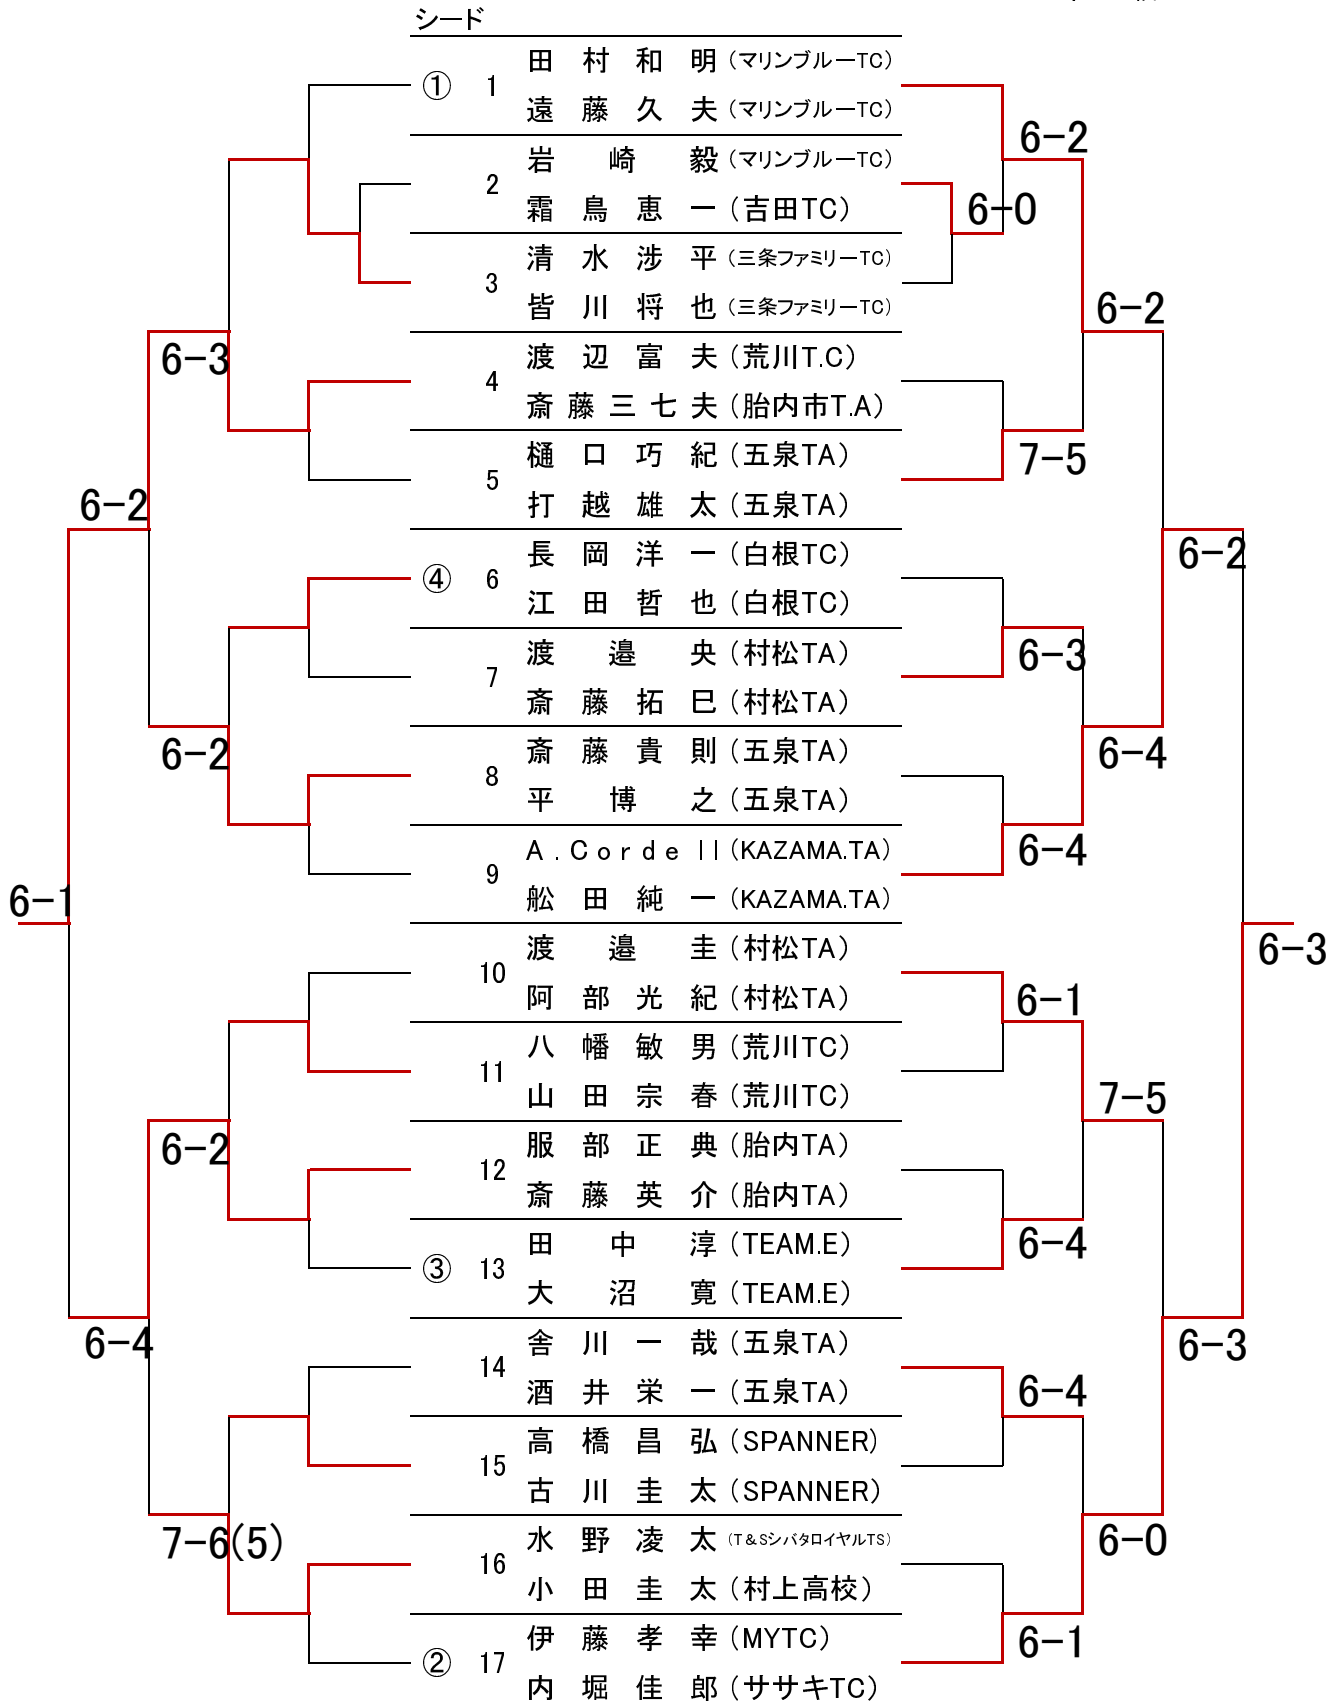 シード
① 1 田村和明 (マリンブルーTC)
遠藤久夫 (マリンブルーTC)
6-2
2 岩崎毅 (マリンブルーTC)
霜鳥恵一 (吉田TC)
6-0
3 清水渉平 (三条ファミリーTC)
皆川将也 (三条ファミリーTC)
6-2
6-3
4 渡辺富夫 (荒川T.C)
斎藤三七夫 (胎内市T.A)
5 樋口巧紀 (五泉TA)
打越雄太 (五泉TA)
7-5
6-2
④ 6 長岡洋一 (白根TC)
江田哲也 (白根TC)
6-2
7 渡邉央 (村松TA)
斎藤拓巳 (村松TA)
6-3
6-2
8 斎藤貴則 (五泉TA)
平博之 (五泉TA)
6-4
9 A.Cordell (KAZAMA.TA)
舩田純一 (KAZAMA.TA)
6-4
6-1
10 渡邉圭 (村松TA)
阿部光紀 (村松TA)
6-3
6-1
11 八幡敏男 (荒川TC)
山田宗春 (荒川TC)
7-5
6-2
12 服部正典 (胎内TA)
斎藤英介 (胎内TA)
③ 13 田中淳 (TEAM.E)
大沼寛 (TEAM.E)
6-4
6-4
14 舎川一哉 (五泉TA)
酒井栄一 (五泉TA)
6-3
6-4
15 高橋昌弘 (SPANNER)
古川圭太 (SPANNER)
7-6(5)
16 水野凌太 (T&SシバタロイヤルTS)
小田圭太 (村上高校)
6-0
② 17 伊藤孝幸 (MYTC)
内堀佳郎 (ササキTC)
6-1